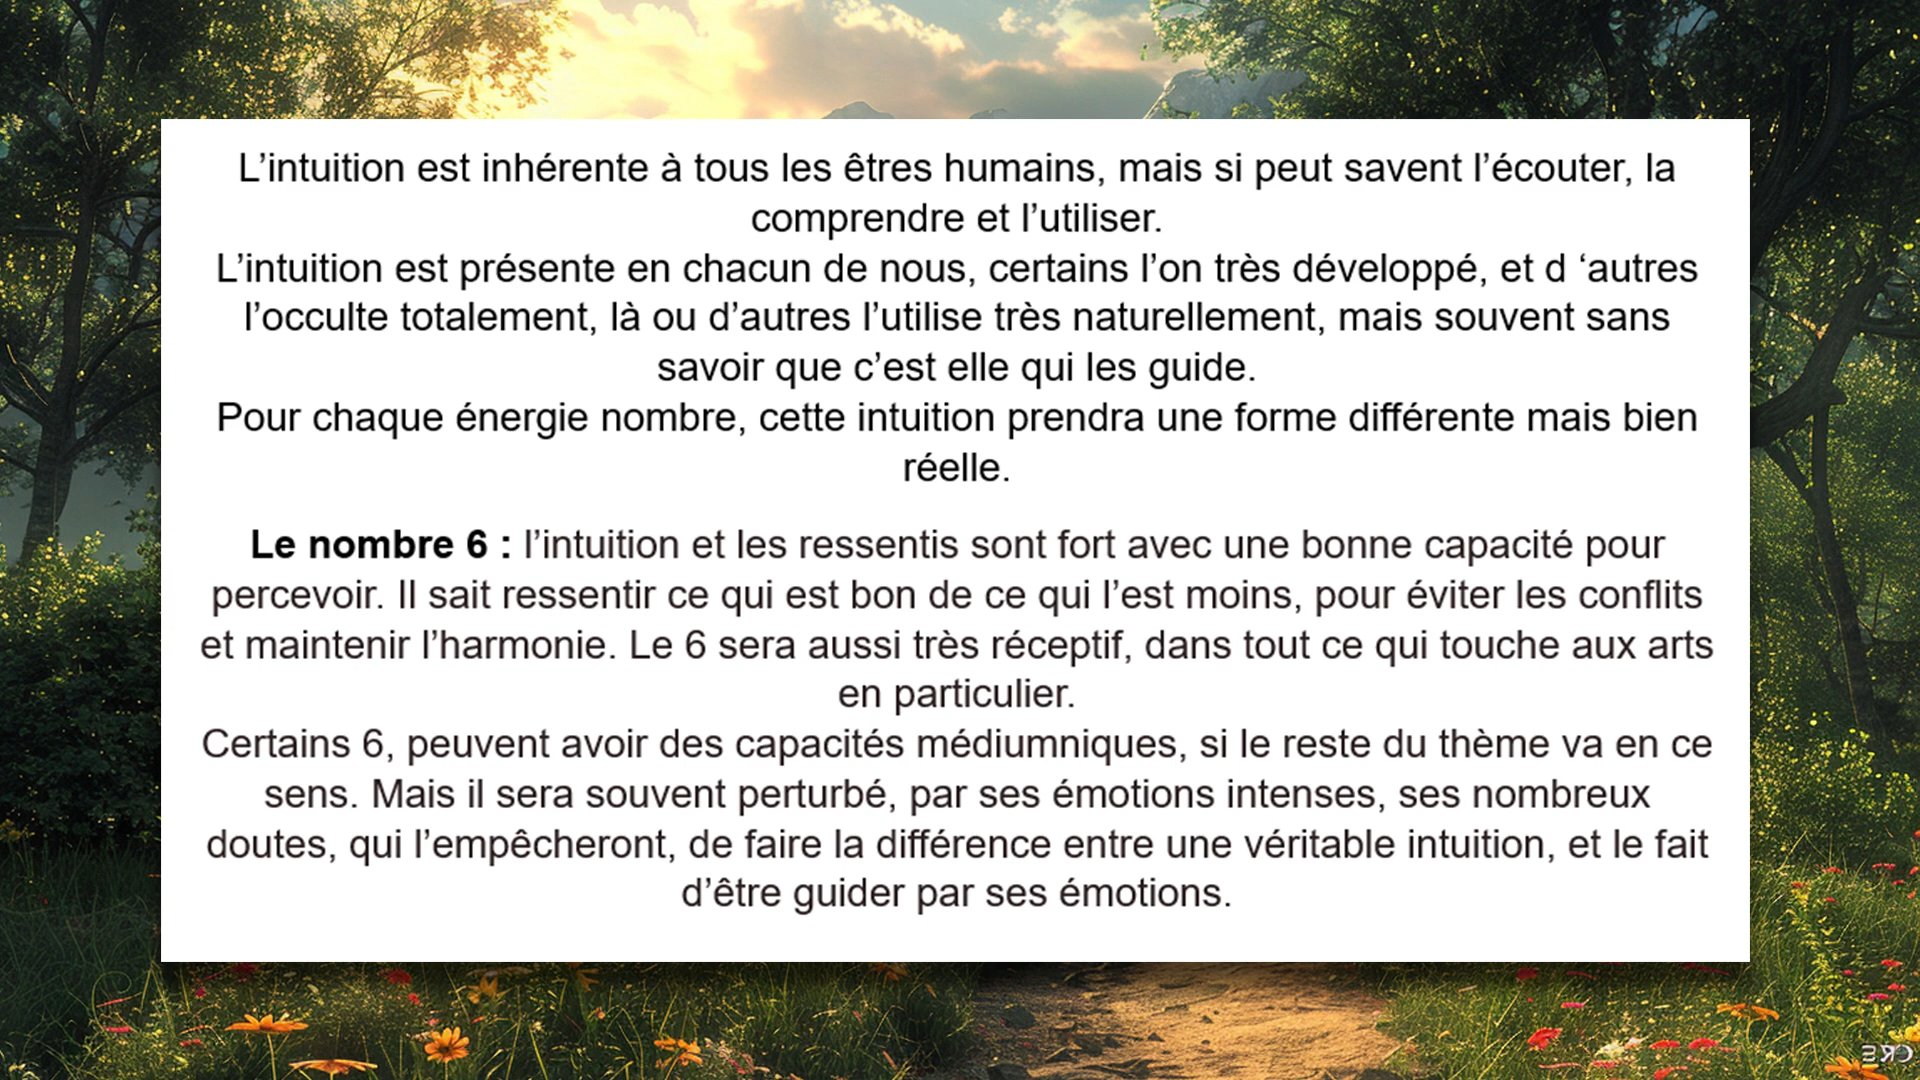 L’intuition est inhérente à tous les êtres humains, mais si peut savent l’écouter, la
comprendre et l’utiliser.
L’intuition est présente en chacun de nous, certains l’on très développé, et d ‘autres
l’occulte totalement, là ou d’autres l’utilise très naturellement, mais souvent sans
savoir que c’est elle qui les guide.
Pour chaque énergie nombre, cette intuition prendra une forme différente mais bien
réelle.
Le nombre 6 : l’intuition et les ressentis sont fort avec une bonne capacité pour
percevoir. Il sait ressentir ce qui est bon de ce qui l’est moins, pour éviter les conflits
et maintenir l’harmonie. Le 6 sera aussi très réceptif, dans tout ce qui touche aux arts
en particulier.
Certains 6, peuvent avoir des capacités médiumniques, si le reste du thème va en ce
sens. Mais il sera souvent perturbé, par ses émotions intenses, ses nombreux
doutes, qui l’empêcheront, de faire la différence entre une véritable intuition, et le fait
d’être guider par ses émotions.